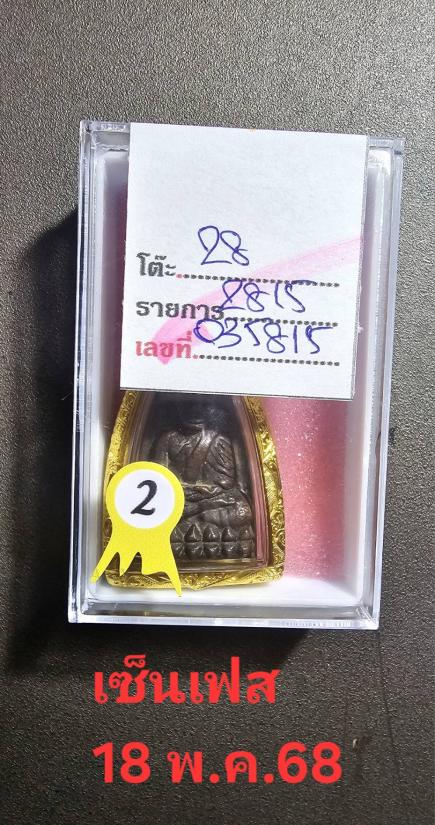 โต๊ะ 28
รายการ 2815
เลขที่ 035815
2
เซ็นเฟส
18 พ.ค.68